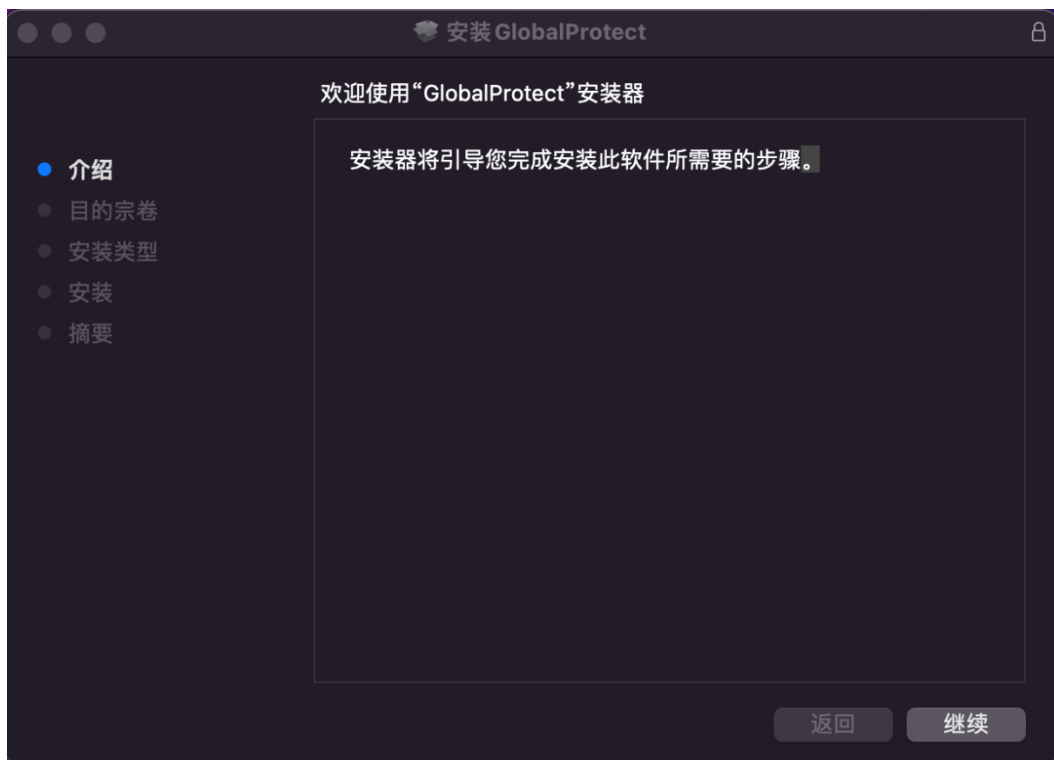 安装GlobalProtect
欢迎使用“GlobalProtect”安装器
介绍
目的宗卷
安装类型
安装
摘要
安装器将引导您完成安装此软件所需要的步骤。
返回
继续